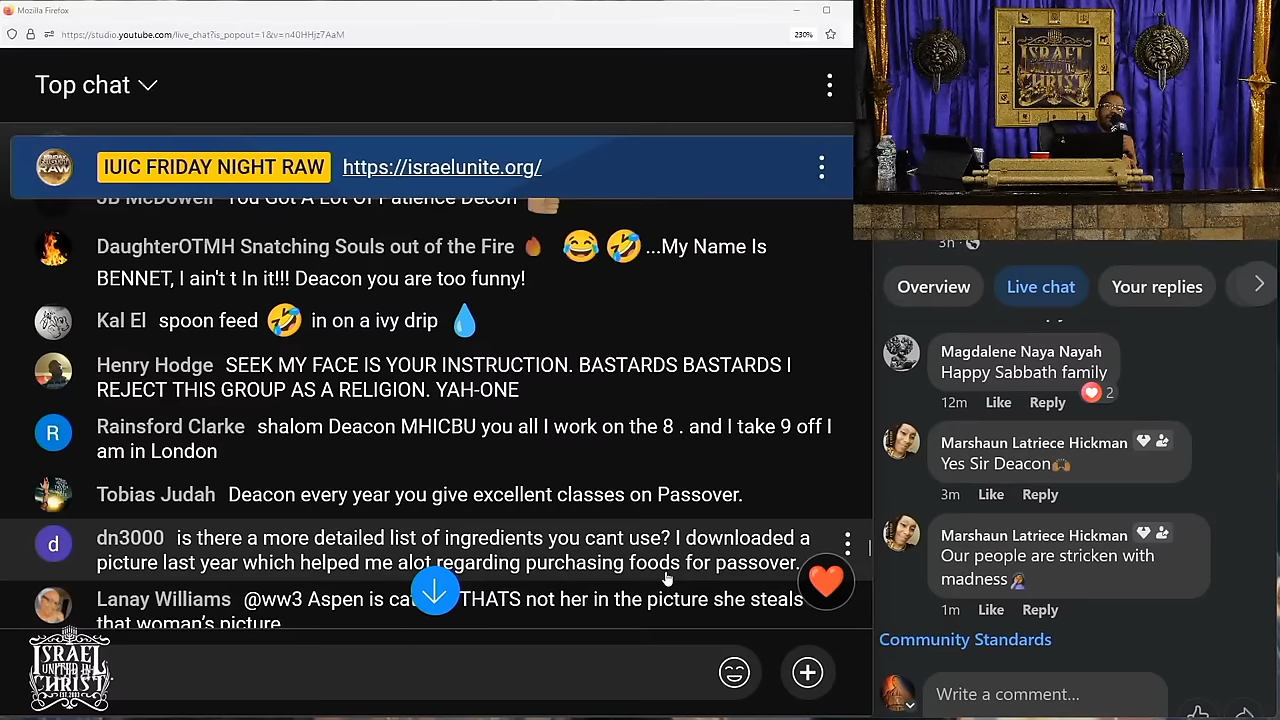 Mozilla Firefox
https://studio.youtube.com/live_chat?is_popout=1&v=n40HHjz7AaM
230%
Top chat
IUIC FRIDAY NIGHT RAW https://israelunite.org/
JB McDowell You Got A Lot Of Patience Decon
DaughterOTMH Snatching Souls out of the Fire 🔥 😂 🤣 ...My Name Is
BENNET, I ain't t In it!!! Deacon you are too funny!
Kal El spoon feed 🤣 in on a ivy drip 💧
Henry Hodge SEEK MY FACE IS YOUR INSTRUCTION. BASTARDS BASTARDS I
REJECT THIS GROUP AS A RELIGION. YAH-ONE
R
Rainsford Clarke shalom Deacon MHICBU you all I work on the 8 . and I take 9 off I
am in London
Tobias Judah Deacon every year you give excellent classes on Passover.
d
dn3000 is there a more detailed list of ingredients you cant use? I downloaded a
picture last year which helped me alot regarding purchasing foods for passover.
Lanay Williams @ww3 Aspen is THATS not her in the picture she steals
that woman's picture
ISRAEL
UNITED IN
CHRIST
EST. 2003
ISRAEL
UNITED IN
CHRIST
3h
Overview
Live chat
Your replies
Magdalene Naya Nayah
Happy Sabbath family
12m Like Reply ❤️ 2
Marshaun Latriece Hickman
Yes Sir Deacon🙌🏾
3m Like Reply
Marshaun Latriece Hickman
Our people are stricken with
madness🤦🏾‍♀️
1m Like Reply
Community Standards
Write a comment...